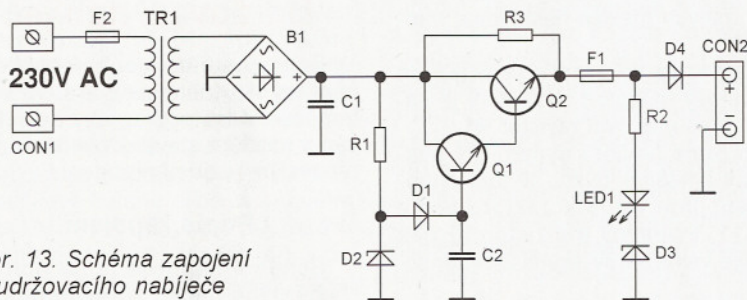 F2
TR1
B1
R3
F1
D4
CON2
230V AC
CON1
C1
R1
Q2
Q1
R2
D1
D2
C2
LED1
D3
+
−
r. 13. Schéma zapojení
udržovacího nabíječe